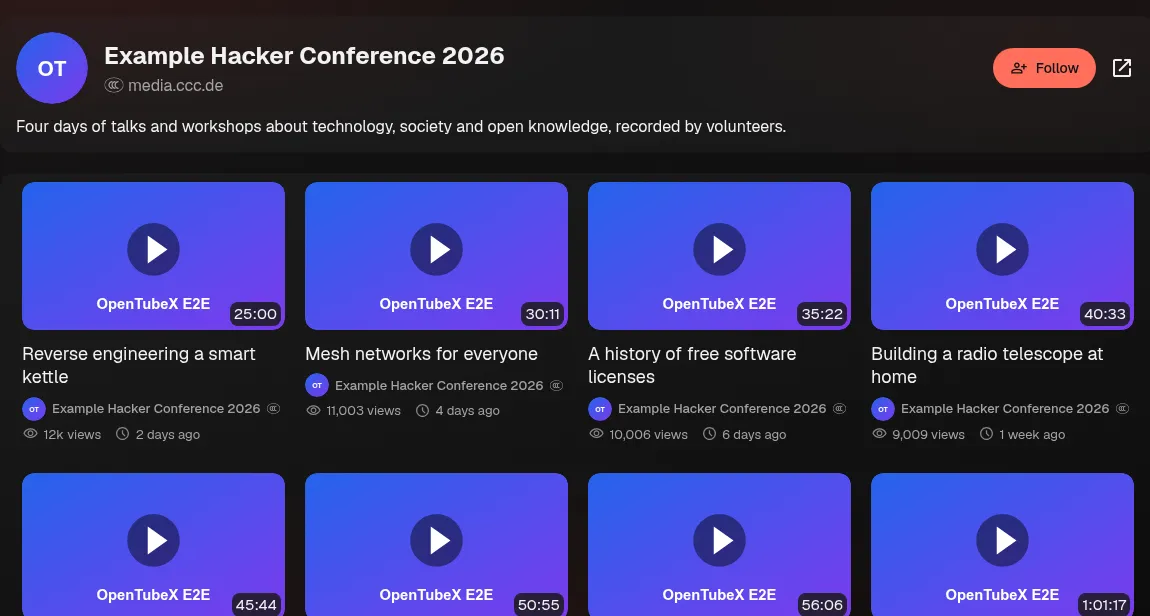 OT
Example Hacker Conference 2026
media.ccc.de
Follow
Four days of talks and workshops about technology, society and open knowledge, recorded by volunteers.
OpenTubeX E2E
25:00
OpenTubeX E2E
30:11
OpenTubeX E2E
35:22
OpenTubeX E2E
40:33
Reverse engineering a smart
kettle
OT Example Hacker Conference 2026
12k views 2 days ago
Mesh networks for everyone
OT Example Hacker Conference 2026
11,003 views 4 days ago
A history of free software
licenses
OT Example Hacker Conference 2026
10,006 views 6 days ago
Building a radio telescope at
home
OT Example Hacker Conference 2026
9,009 views 1 week ago
OpenTubeX E2E
45:44
OpenTubeX E2E
50:55
OpenTubeX E2E
56:06
OpenTubeX E2E
1:01:17